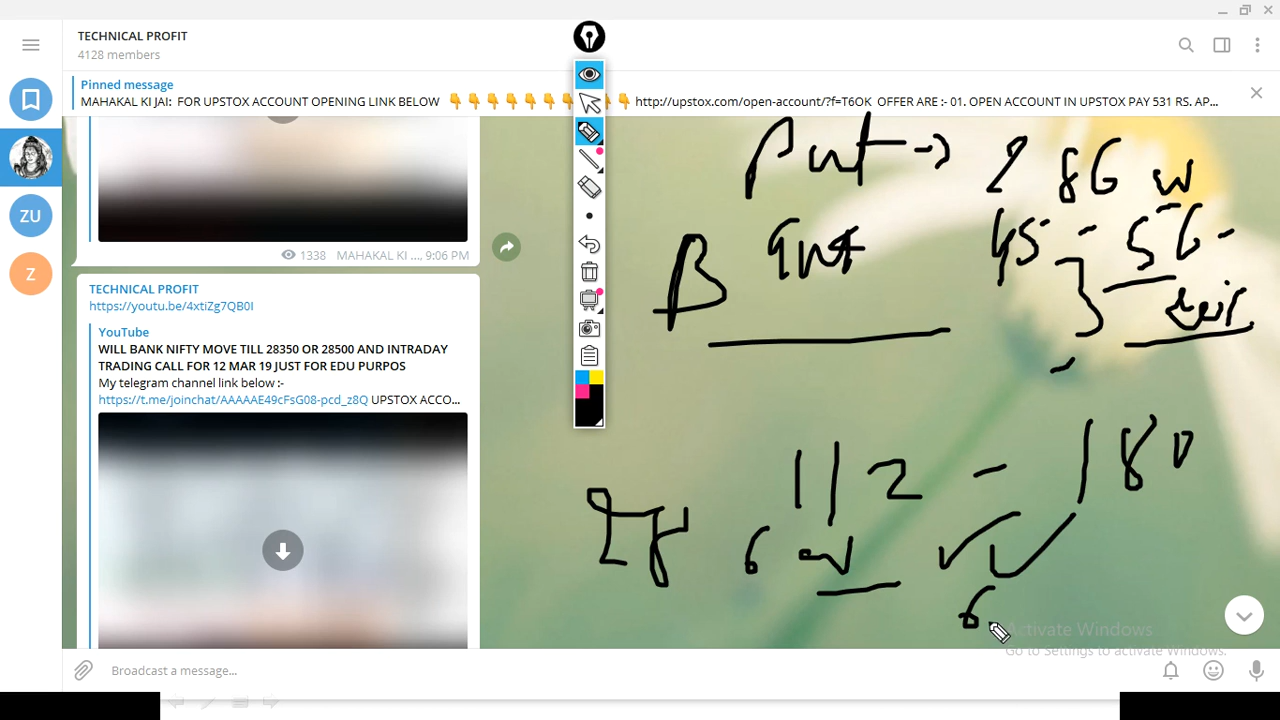 TECHNICAL PROFIT
4128 members
Pinned message
MAHAKAL KI JAI: FOR UPSTOX ACCOUNT OPENING LINK BELOW 👇👇👇👇👇👇👇👇👇👇 http://upstox.com/open-account/?f=T6OK OFFER ARE :- 01. OPEN ACCOUNT IN UPSTOX PAY 531 RS. AP...
1338 MAHAKAL KI ...., 9:06 PM
TECHNICAL PROFIT
https://youtu.be/4xtiZg7QB0I
YouTube
WILL BANK NIFTY MOVE TILL 28350 OR 28500 AND INTRADAY
TRADING CALL FOR 12 MAR 19 JUST FOR EDU PURPOS
My telegram channel link below :-
https://t.me/joinchat/AAAAAE49cFsG08-pcd_z8Q UPSTOX ACCO...
ZU
Z
Put → 286
B 45 - 56 -
112 - 180
6
Activate Windows
Go to Settings to activate Windows.
Broadcast a message...